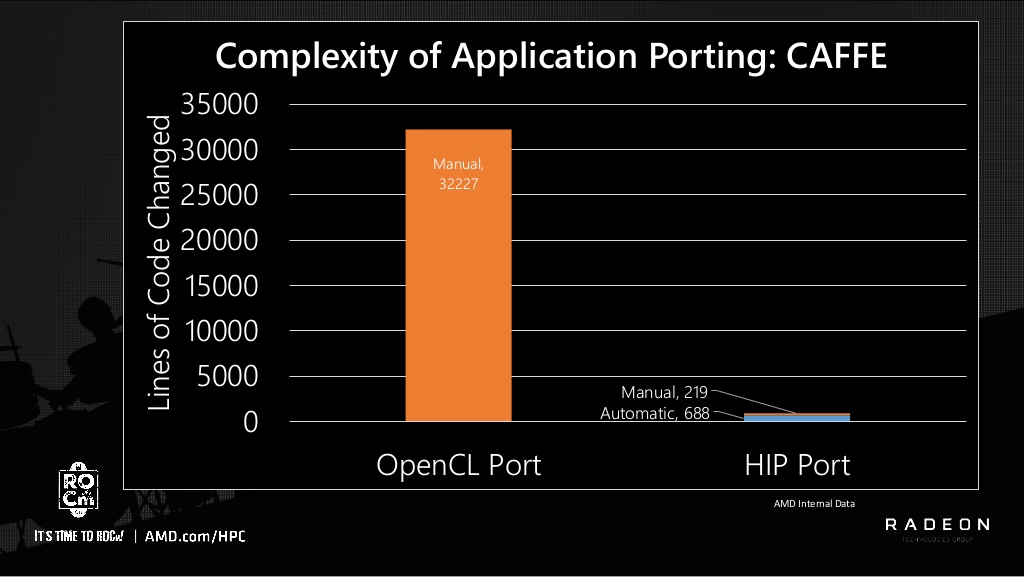 Complexity of Application Porting: CAFFE
Lines of Code Changed
35000
30000
25000
20000
15000
10000
5000
0
Manual,
32227
Manual, 219
Automatic, 688
OpenCL Port
HIP Port
AMD Internal Data
ROCm
IT'S TIME TO ROC! | AMD.com/HPC
RADEON
TECHNOLOGIES GROUP